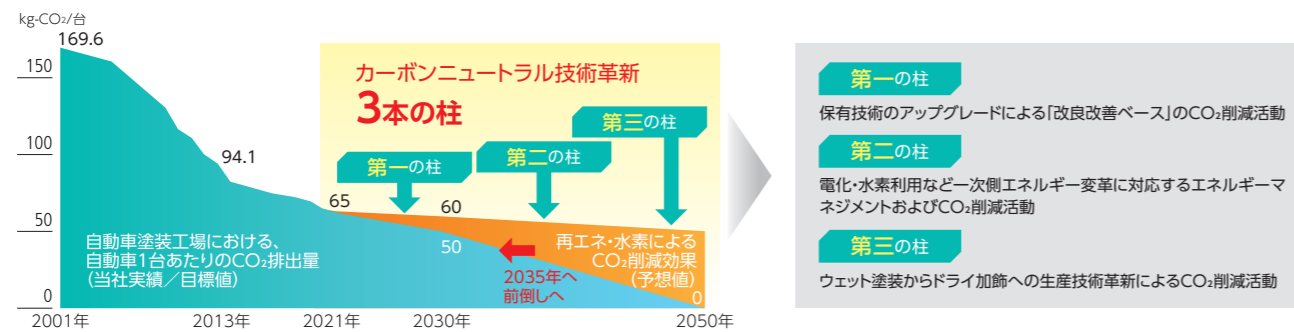 kg-CO₂/台
169.6
150
100
50
0
94.1
65
60
50
0
カーボンニュートラル技術革新
3本の柱
第一の柱
第二の柱
第三の柱
自動車塗装工場における、
自動車1台あたりのCO₂排出量
（当社実績／目標値）
再エネ・水素による
CO₂削減効果
（予想値）
2035年へ
前倒しへ
2001年
2013年
2021年
2030年
2050年
第一の柱
保有技術のアップグレードによる「改良改善ベース」のCO₂削減活動
第二の柱
電化・水素利用など一次側エネルギー変革に対応するエネルギーマ
ネジメントおよびCO₂削減活動
第三の柱
ウェット塗装からドライ加飾への生産技術革新によるCO₂削減活動